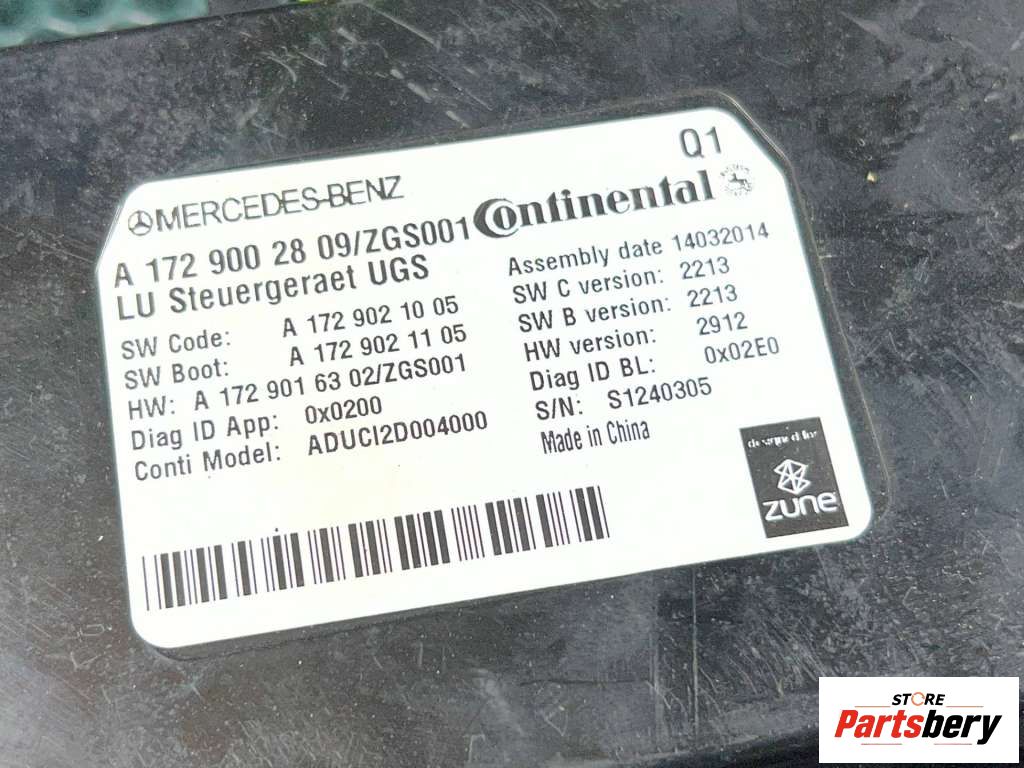 Q1
MERCEDES-BENZ
Continental
A 172 900 28 09/ZGS001
LU Steuergeraet UGS
SW Code: A 172 902 10 05
SW Boot: A 172 902 11 05
HW: A 172 901 63 02/ZGS001
Diag ID App: 0x0200
Conti Model: ADUCI2D004000
Assembly date 14032014
SW C version: 2213
SW B version: 2213
HW version: 2912
Diag ID BL: 0x02E0
S/N: S1240305
Made in China
designed for
zune
STORE
Partsbery